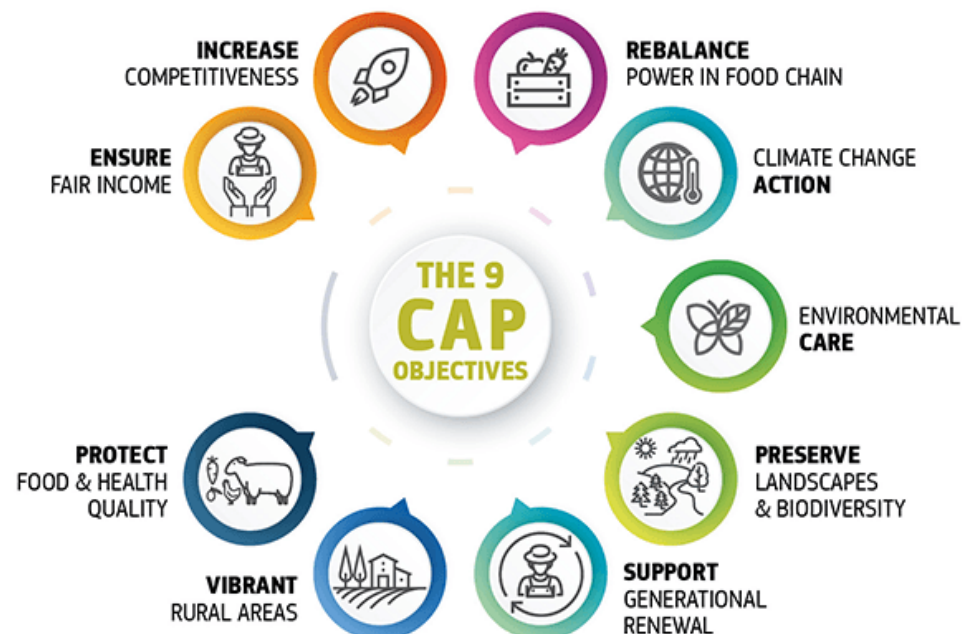 THE 9
CAP
OBJECTIVES
INCREASE
COMPETITIVENESS
REBALANCE
POWER IN FOOD CHAIN
ENSURE
FAIR INCOME
CLIMATE CHANGE
ACTION
ENVIRONMENTAL
CARE
PROTECT
FOOD & HEALTH
QUALITY
PRESERVE
LANDSCAPES
& BIODIVERSITY
VIBRANT
RURAL AREAS
SUPPORT
GENERATIONAL
RENEWAL